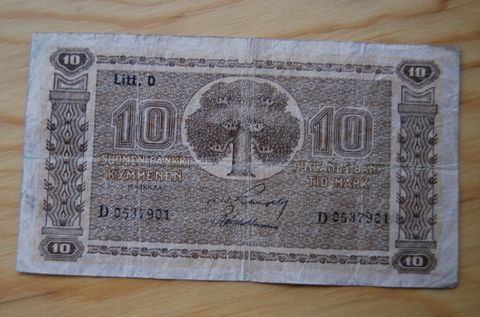 10 10
Litt. D
10 10
SUOMEN PANKKI FINLANDS BANK
KYMMENEN TIO MARK
MARKKAA
D 0537901 D 0537901
10 10